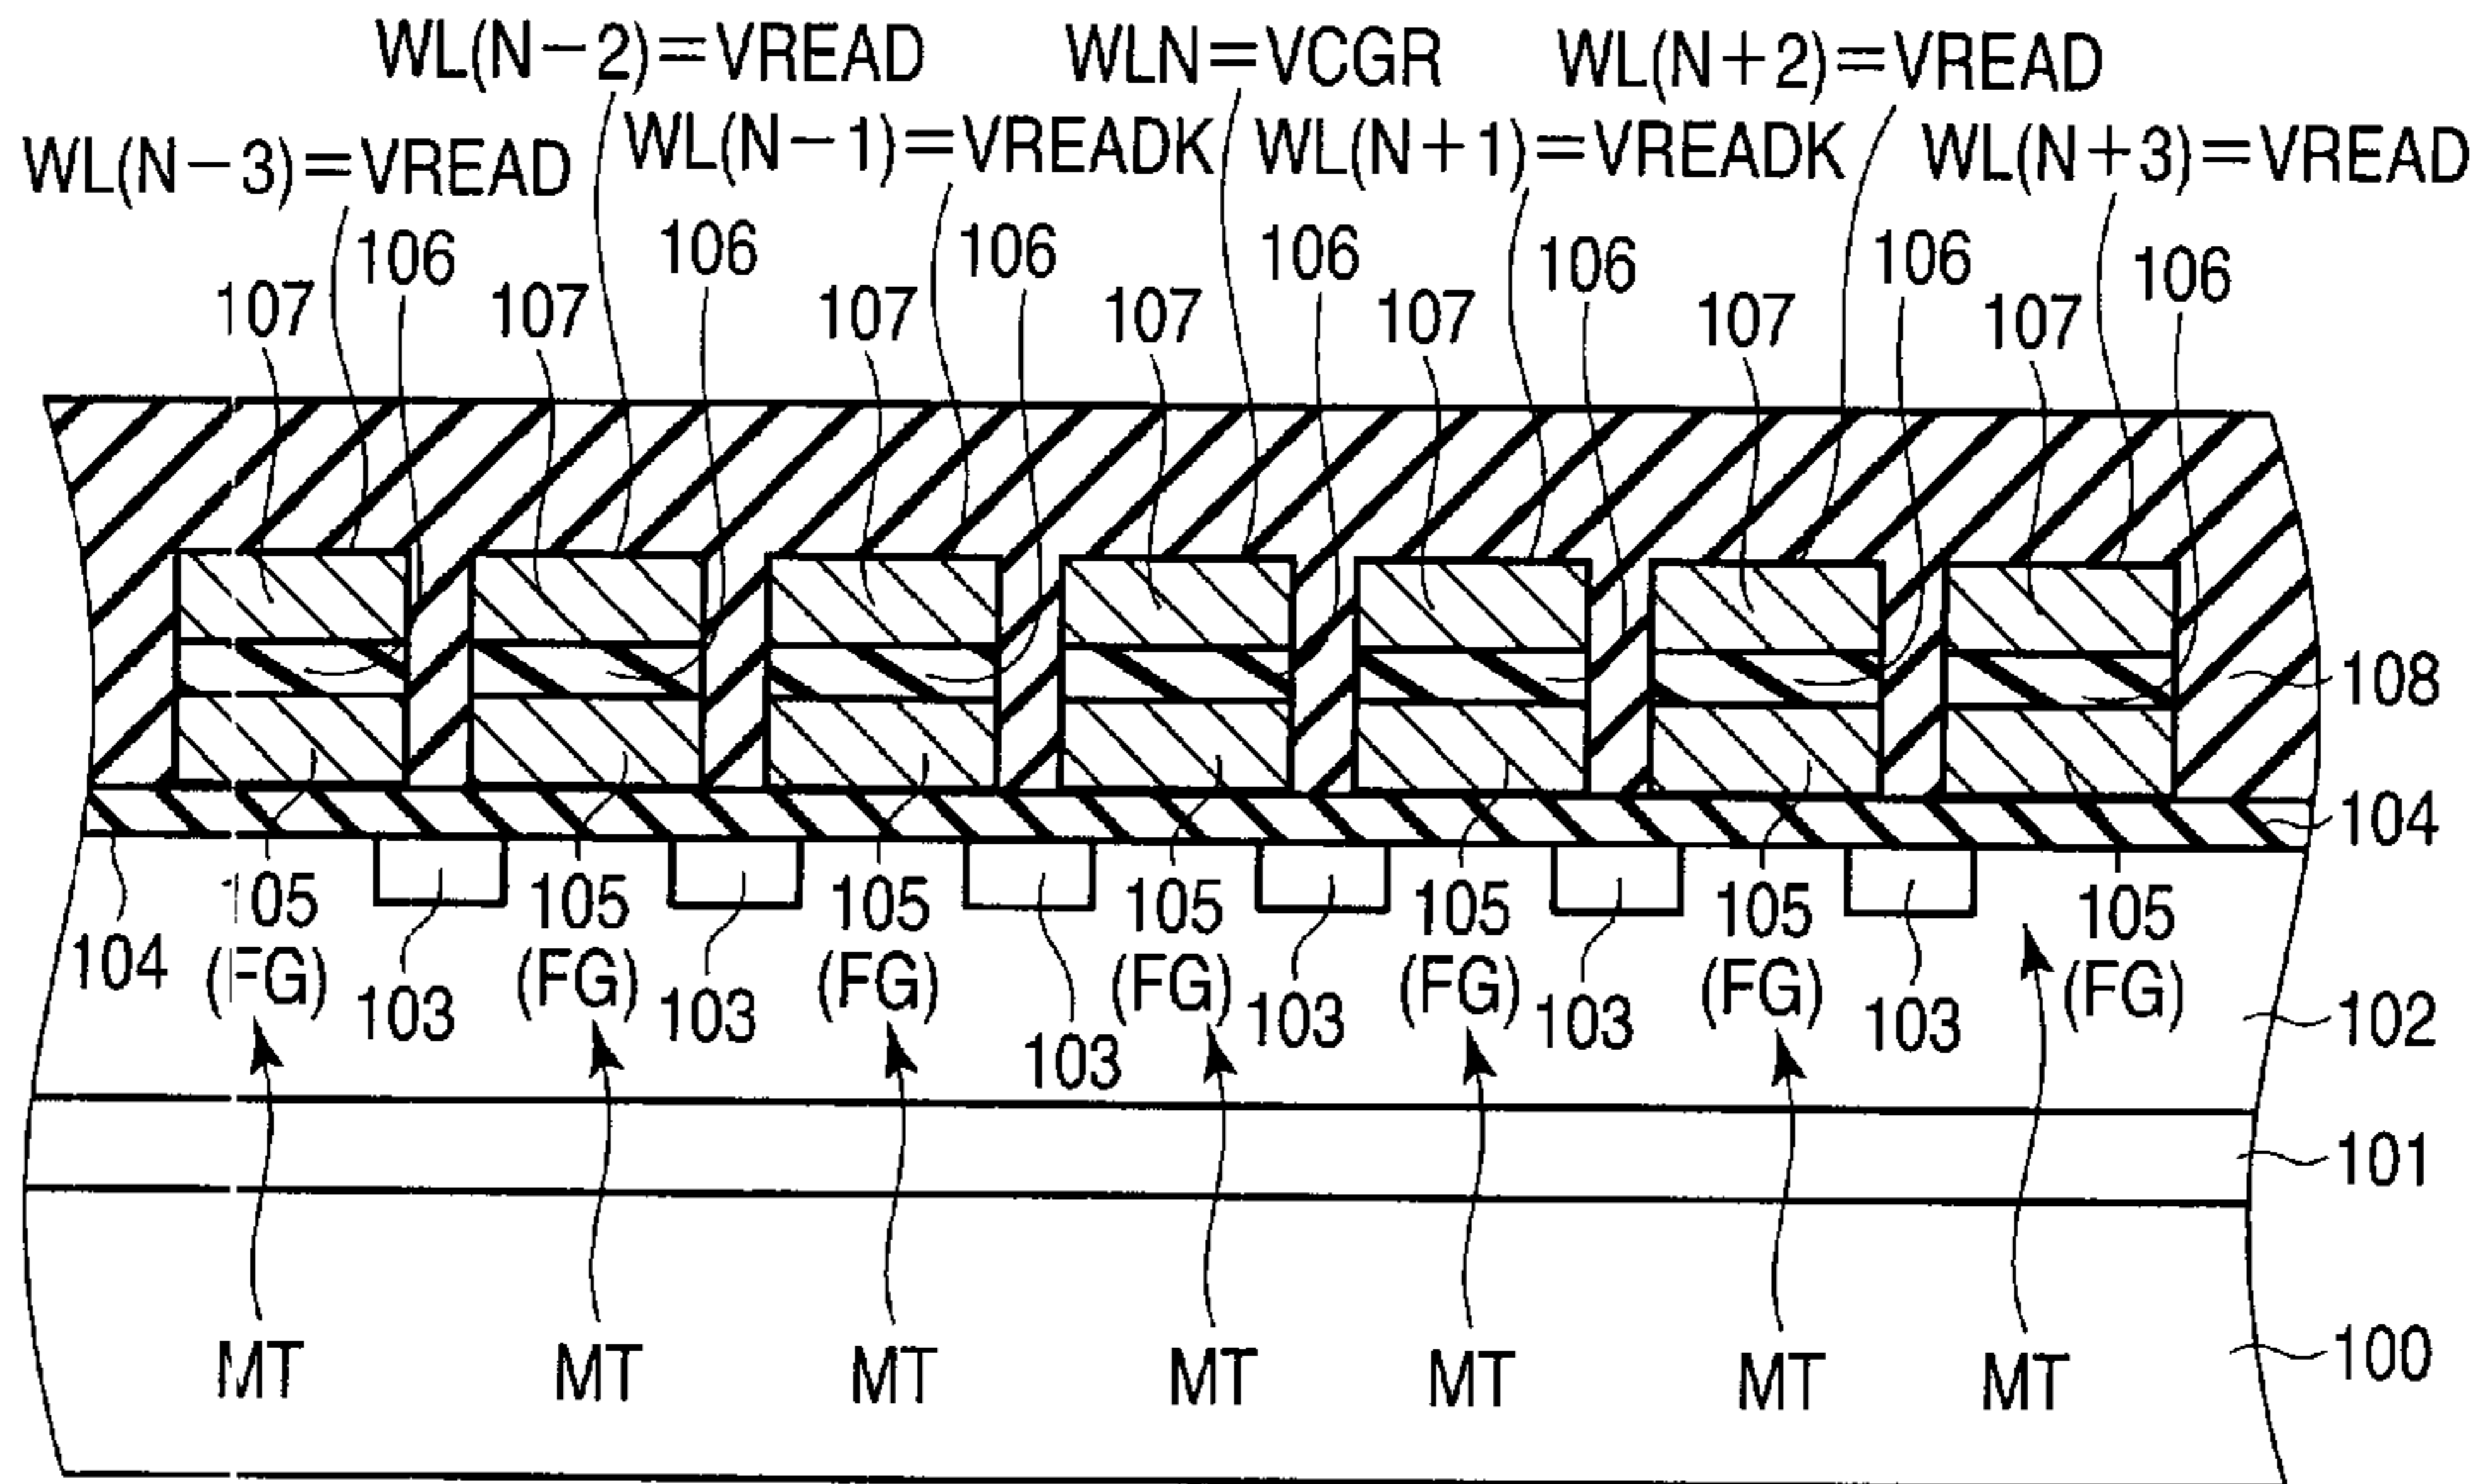 WL(N−2)=VREAD WLN=VCGR WL(N+2)=VREAD
WL(N−3)=VREAD WL(N−1)=VREADK WL(N+1)=VREADK WL(N+3)=VREAD
106 106 106 106 106 106 106
107 107 107 107 107 107 107
108
104
105 105 105 105 105 105 105
(FG) (FG) (FG) (FG) (FG) (FG) (FG)
104 103 103 103 103 103 103 102
101
MT MT MT MT MT MT MT 100